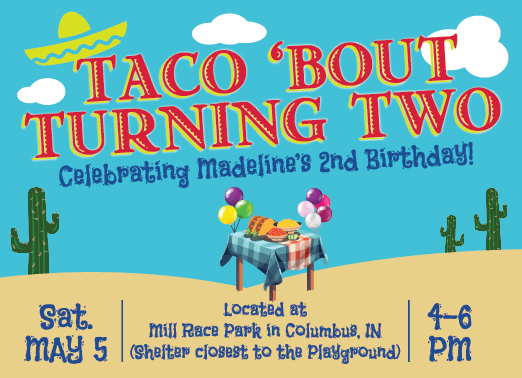 TACO ‘BOUT
TURNING TWO
Celebrating Madeline's 2nd Birthday!
Sat.
MAY 5
Located at
Mill Race Park in Columbus, IN
(Shelter closest to the Playground)
4–6
PM